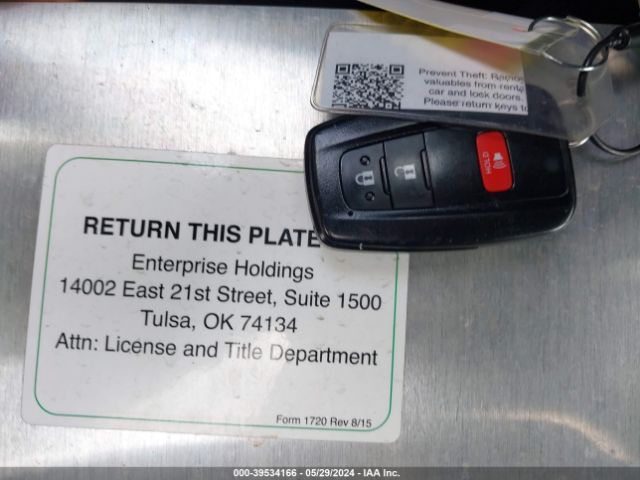 Prevent Theft:
valuables from
car and lock doors.
Please return keys to
HOLD
RETURN THIS PLATE
Enterprise Holdings
14002 East 21st Street, Suite 1500
Tulsa, OK 74134
Attn: License and Title Department
Form 1720 Rev 8/15
000-39534166 - 05/29/2024 - IAA Inc.